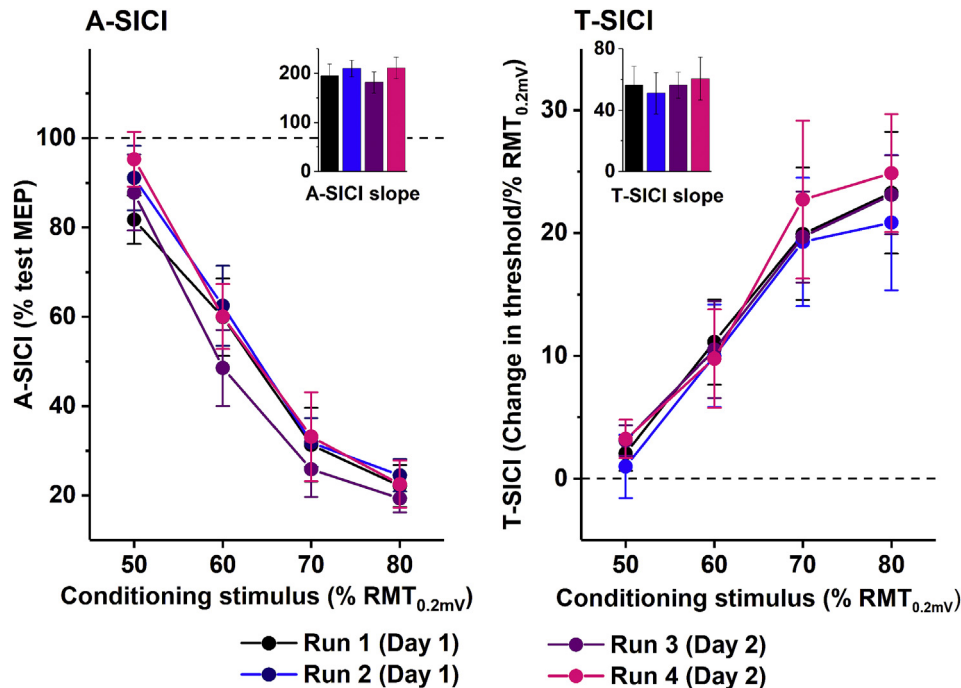 A-SICI
T-SICI
A-SICI (% test MEP)
100
80
60
40
20
50 60 70 80
Conditioning stimulus (% RMT0.2mV)
200
100
0
A-SICI slope
T-SICI (Change in threshold/% RMT0.2mV)
30
20
10
0
50 60 70 80
Conditioning stimulus (% RMT0.2mV)
80
60
40
0
T-SICI slope
Run 1 (Day 1)
Run 3 (Day 2)
Run 2 (Day 1)
Run 4 (Day 2)